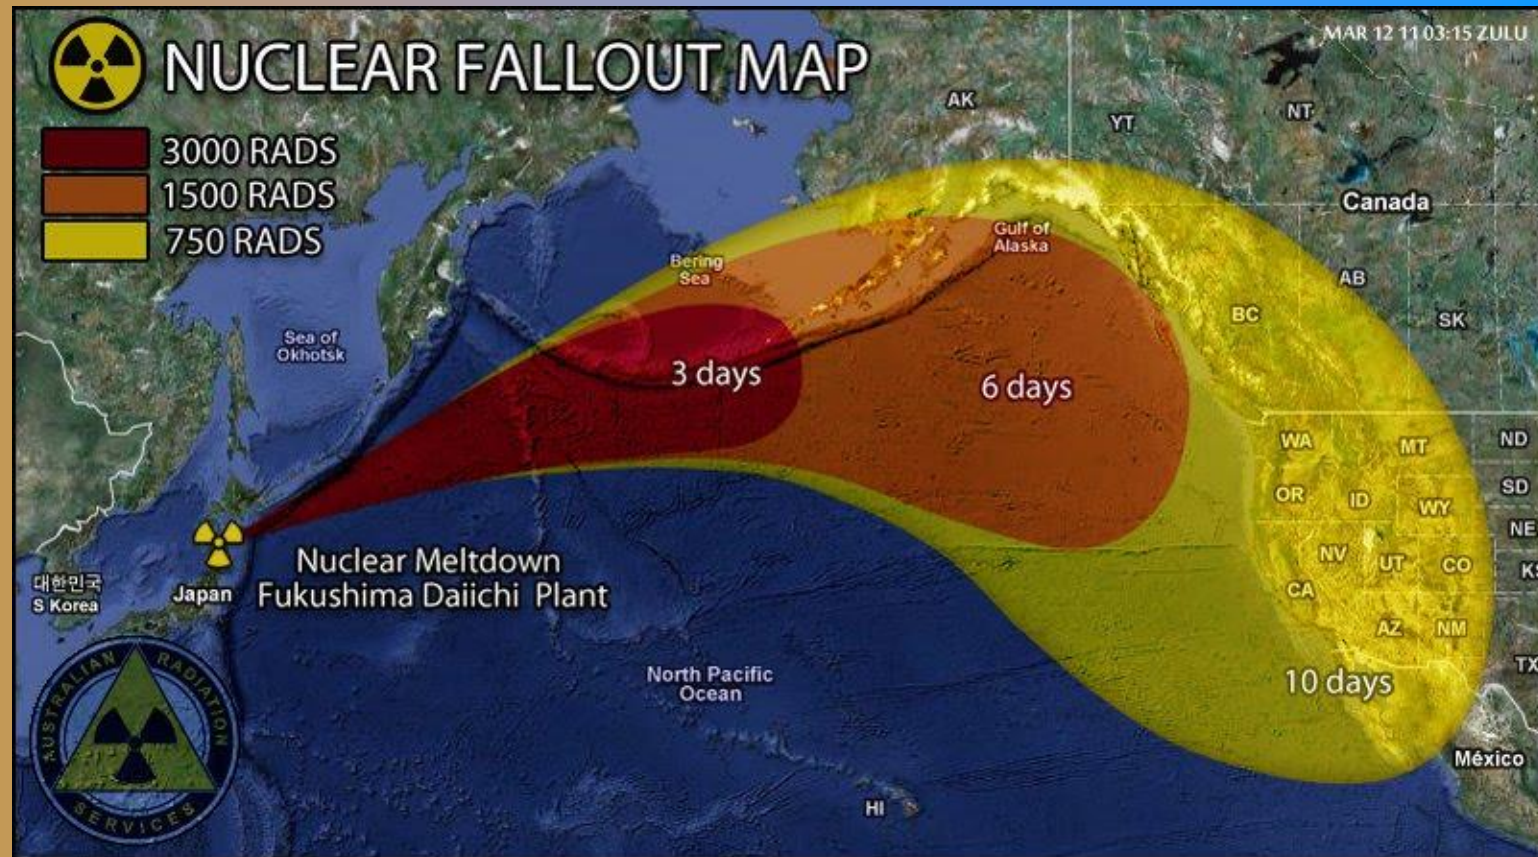 MAR 12 11 03:15 ZULU
NUCLEAR FALLOUT MAP
3000 RADS
1500 RADS
750 RADS
AK
YT
NT
Canada
Gulf of
Alaska
Bering
Sea
AB
SK
BC
Sea of
Okhotsk
3 days
6 days
WA
MT
ND
OR
ID
WY
SD
NE
NV
UT
CO
KS
CA
AZ
NM
TX
Nuclear Meltdown
Fukushima Daiichi Plant
대한민국
S Korea
Japan
North Pacific
Ocean
10 days
México
HI
AUSTRALIAN RADIATION
SERVICES